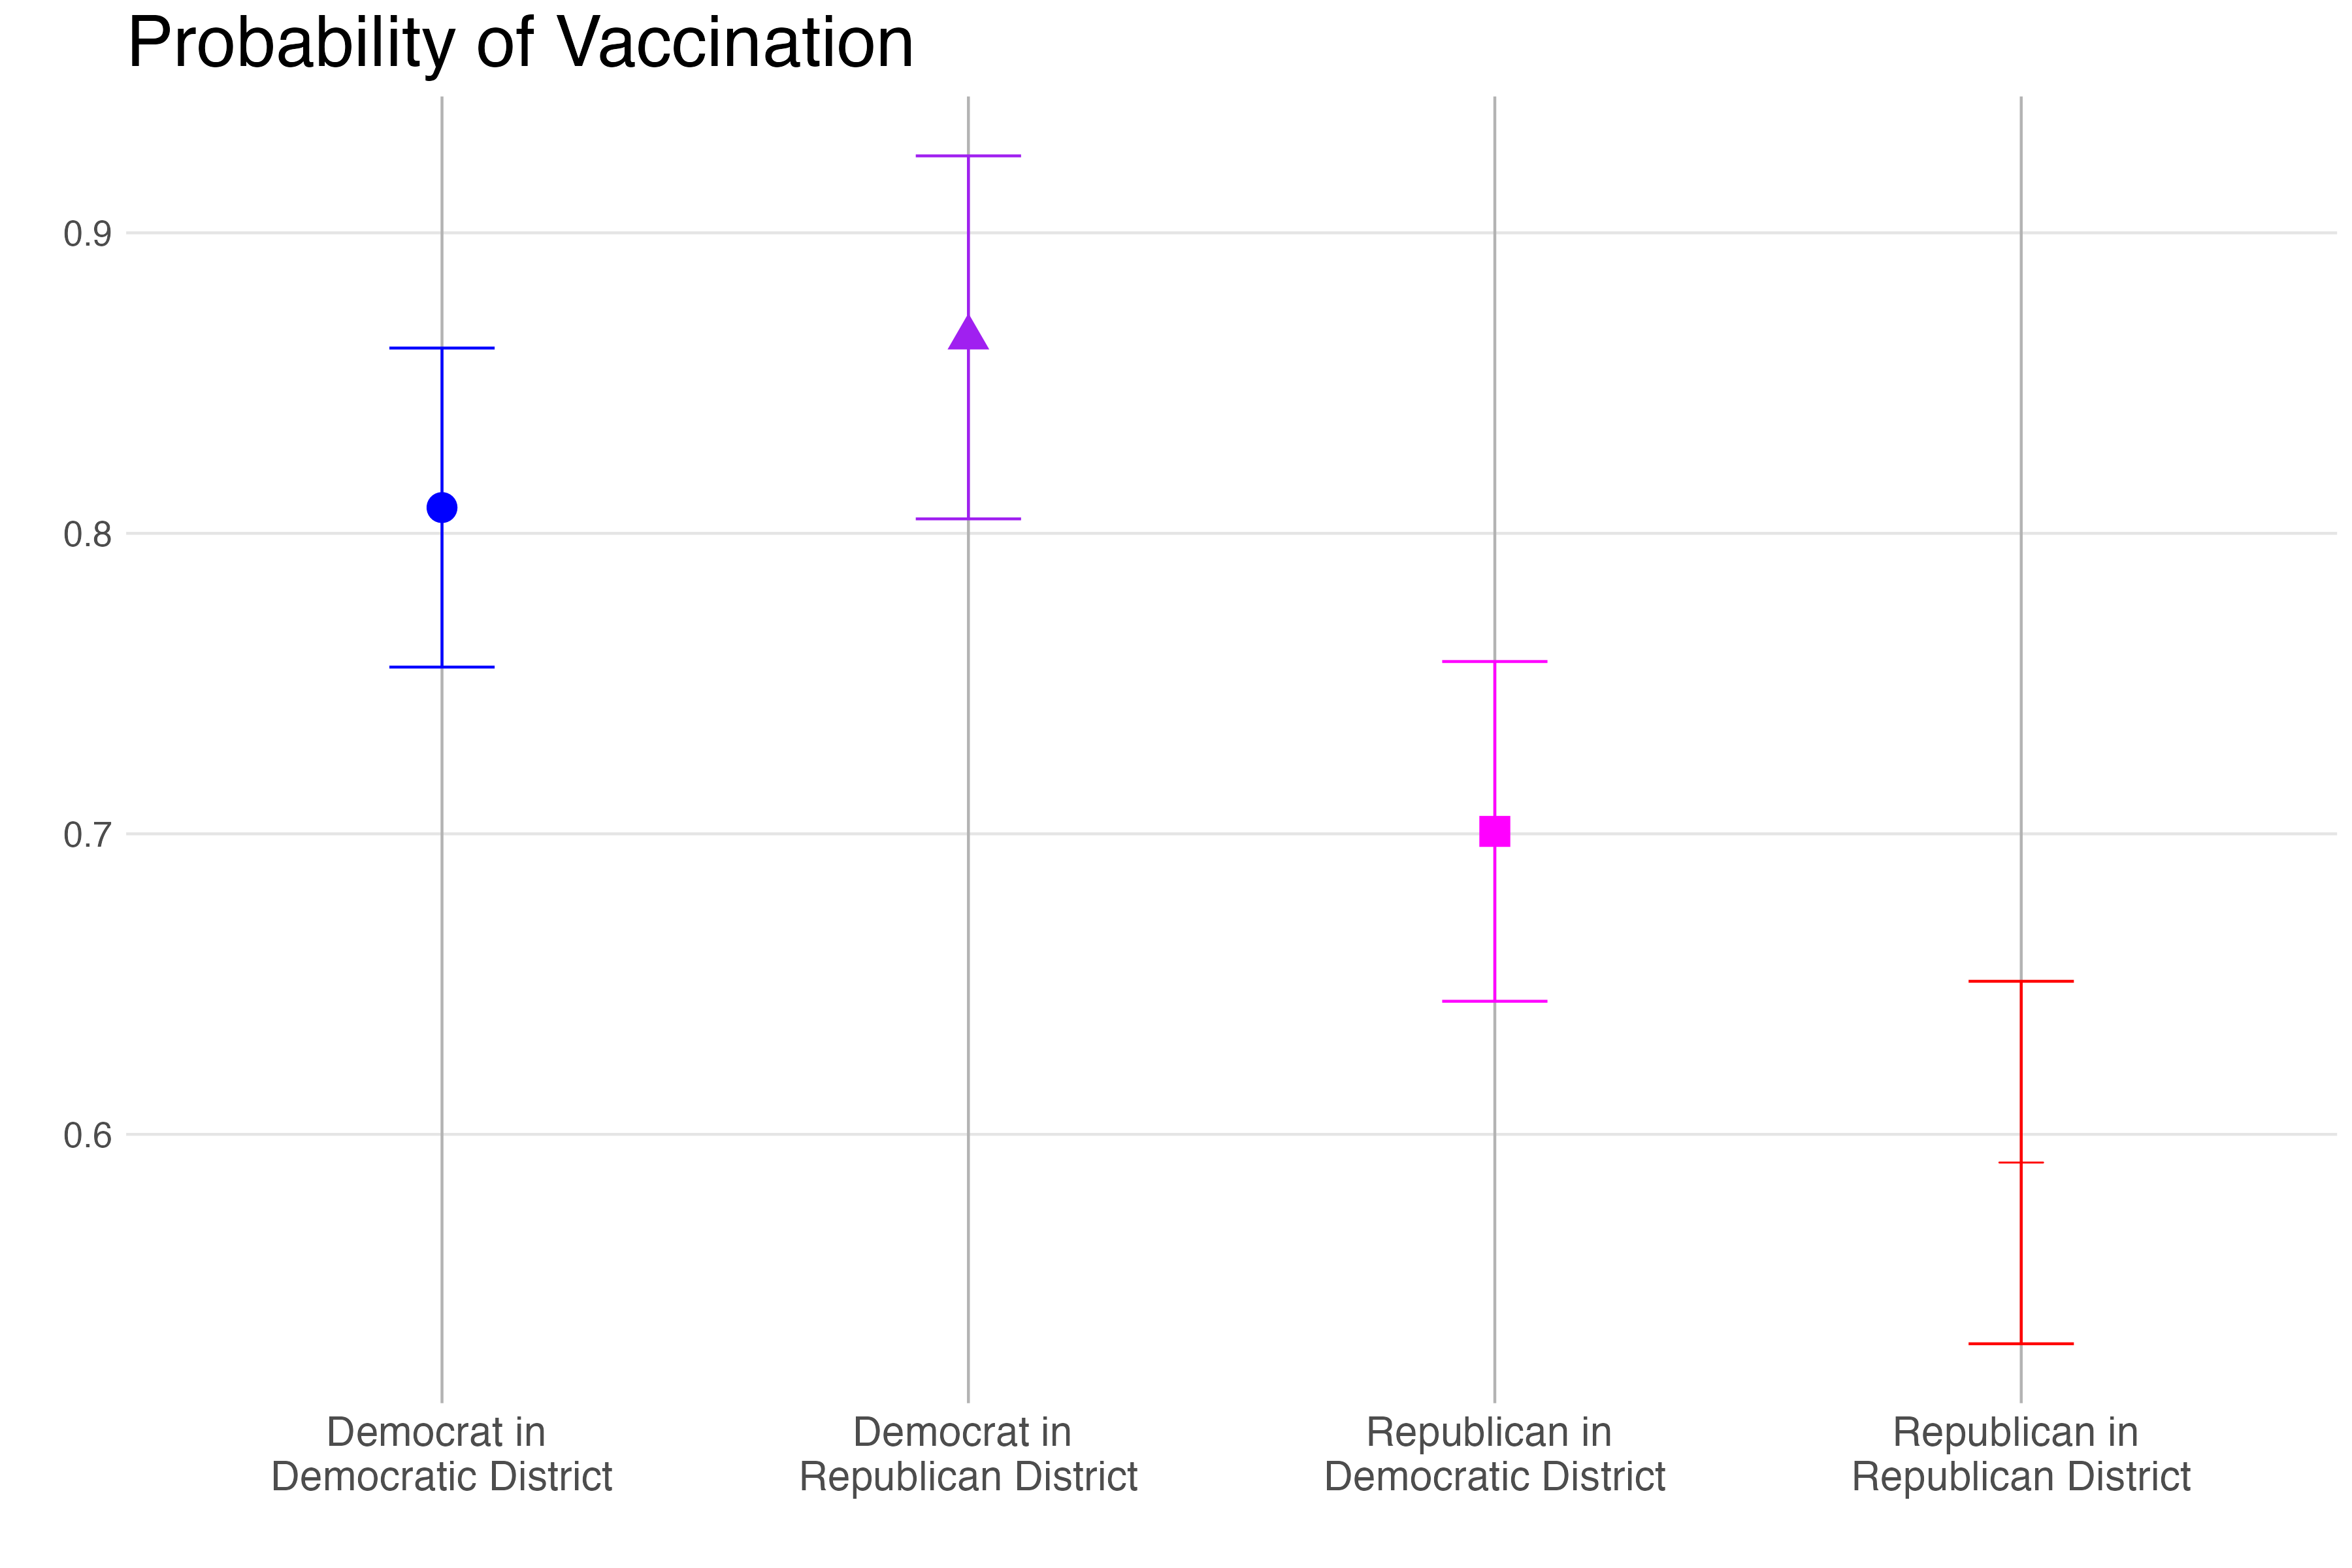 Probability of Vaccination
0.9
0.8
0.7
0.6
Democrat in
Democratic District
Democrat in
Republican District
Republican in
Democratic District
Republican in
Republican District